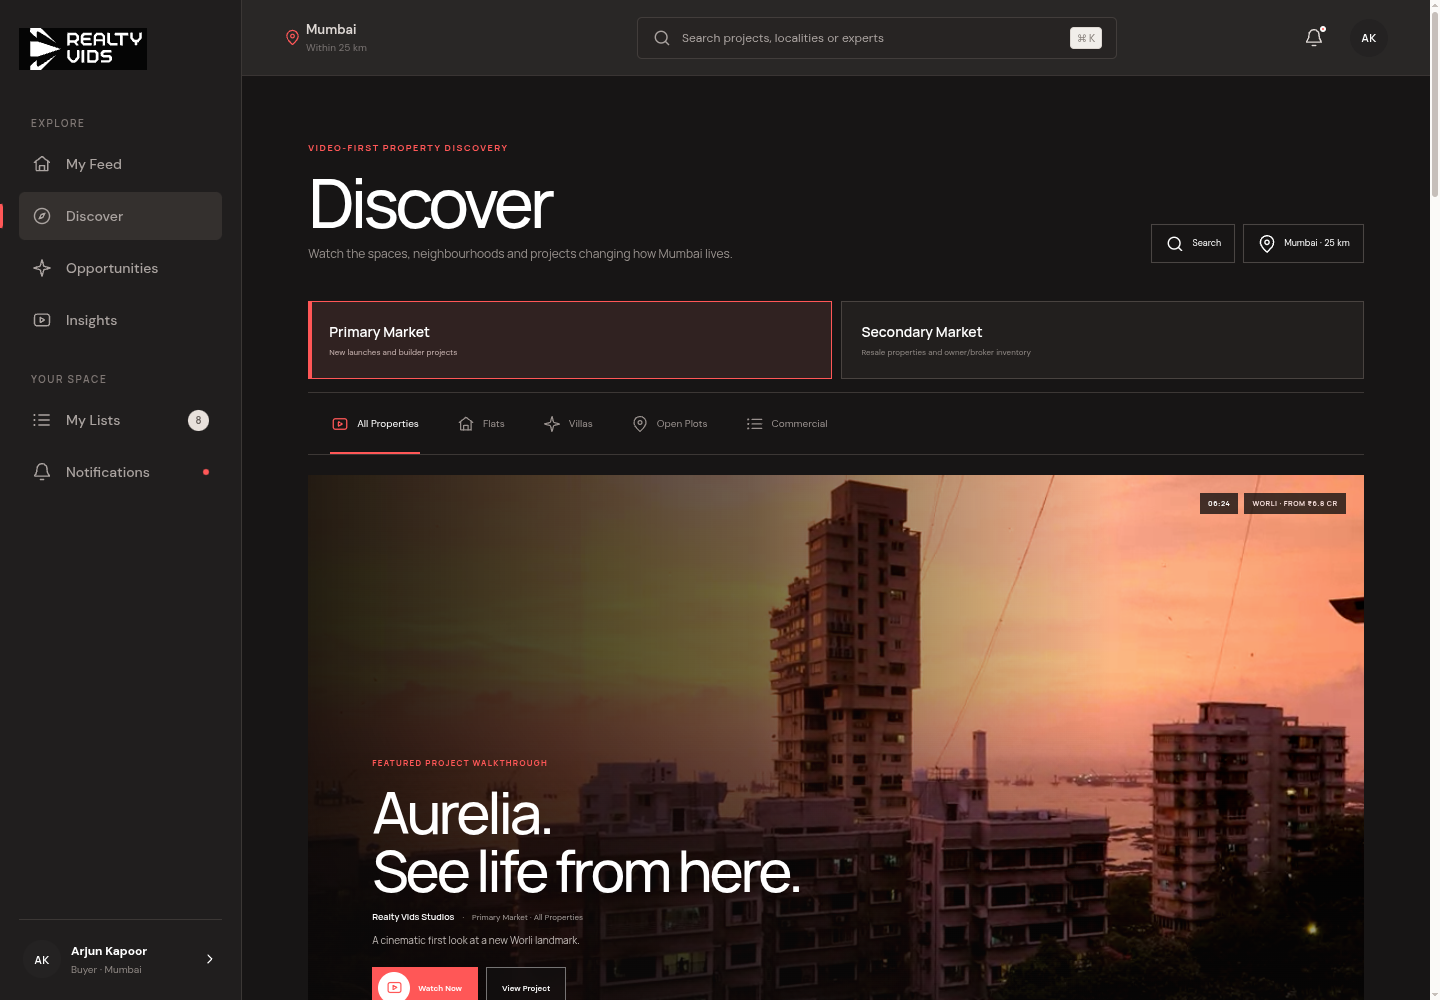 REALTY
VIDS
Mumbai
Within 25 km
Search projects, localities or experts
⌘ K
AK
EXPLORE
My Feed
Discover
Opportunities
Insights
YOUR SPACE
My Lists
8
Notifications
Arjun Kapoor
Buyer · Mumbai
AK
VIDEO-FIRST PROPERTY DISCOVERY
Discover
Watch the spaces, neighbourhoods and projects changing how Mumbai lives.
Search
Mumbai · 25 km
Primary Market
New launches and builder projects
Secondary Market
Resale properties and owner/broker inventory
All Properties
Flats
Villas
Open Plots
Commercial
06:24
WORLI · FROM ₹6.8 CR
FEATURED PROJECT WALKTHROUGH
Aurelia.
See life from here.
Realty Vids Studios · Primary Market · All Properties
A cinematic first look at a new Worli landmark.
Watch Now
View Project